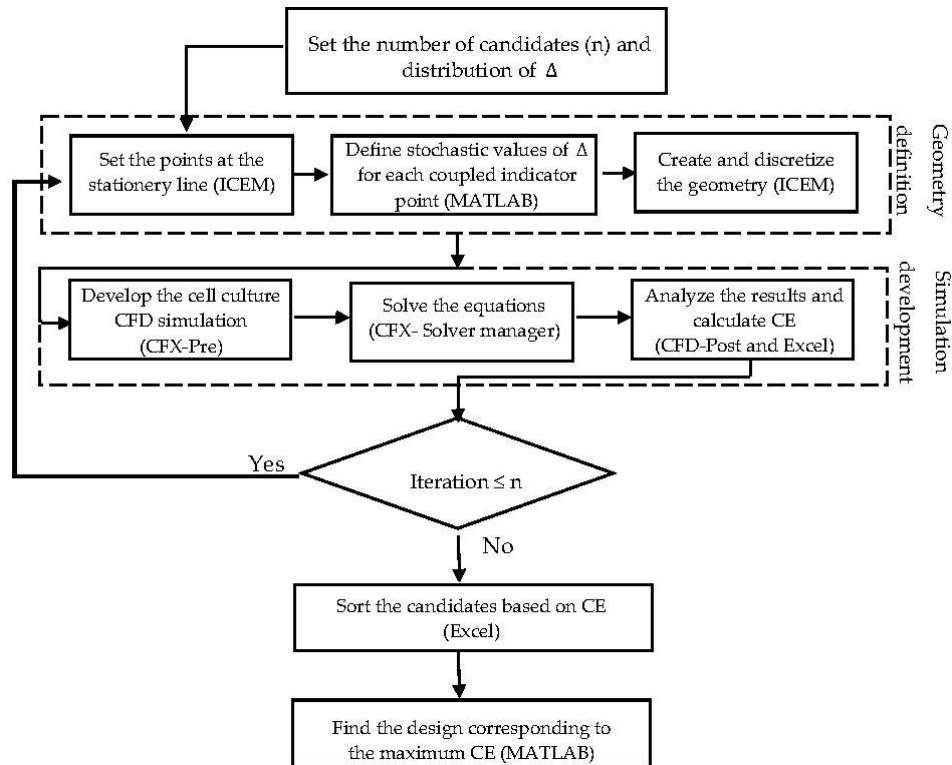 Set the number of candidates (n) and
distribution of Δ
Set the points at the
stationery line (ICEM)
Define stochastic values of Δ
for each coupled indicator
point (MATLAB)
Create and discretize
the geometry (ICEM)
Geometry
definition
Develop the cell culture
CFD simulation
(CFX-Pre)
Solve the equations
(CFX- Solver manager)
Analyze the results and
calculate CE
(CFD-Post and Excel)
Simulation
development
Yes
Iteration ≤ n
No
Sort the candidates based on CE
(Excel)
Find the design corresponding to
the maximum CE (MATLAB)